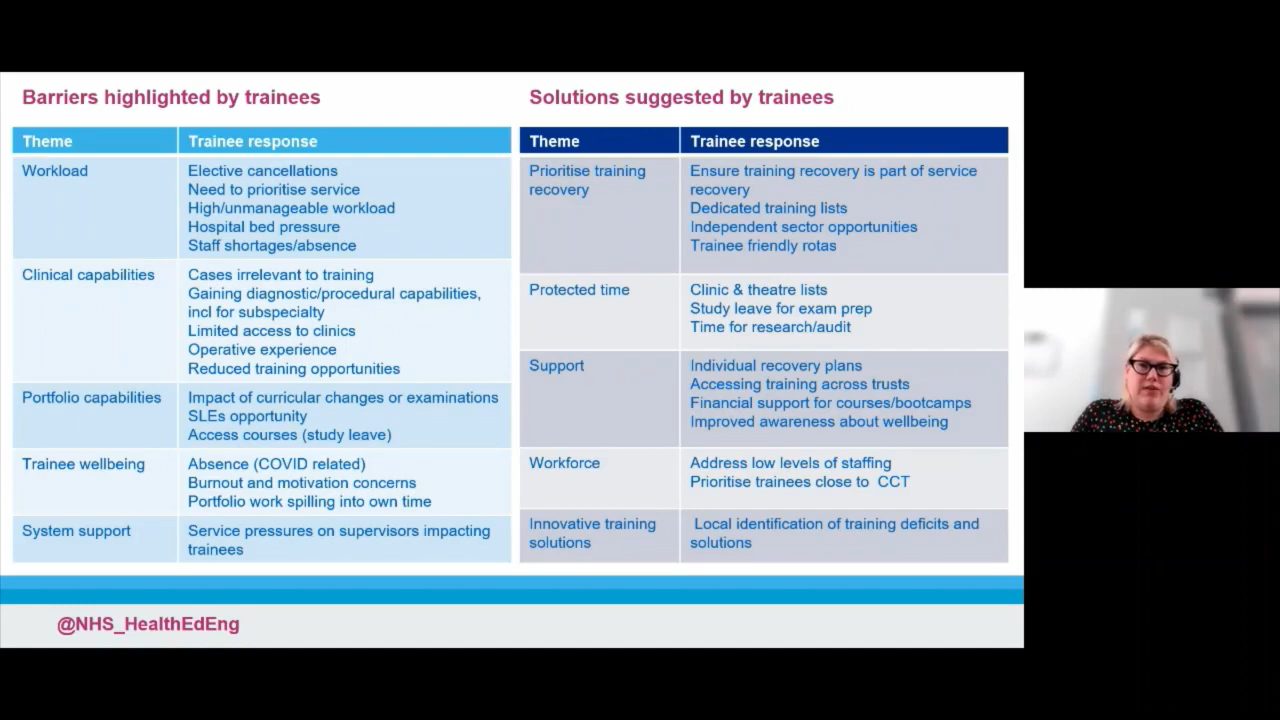 Barriers highlighted by trainees
Theme Trainee response
Workload
Elective cancellations
Need to prioritise service
High/unmanageable workload
Hospital bed pressure
Staff shortages/absence
Clinical capabilities
Cases irrelevant to training
Gaining diagnostic/procedural capabilities,
incl for subspecialty
Limited access to clinics
Operative experience
Reduced training opportunities
Portfolio capabilities
Impact of curricular changes or examinations
SLEs opportunity
Access courses (study leave)
Trainee wellbeing
Absence (COVID related)
Burnout and motivation concerns
Portfolio work spilling into own time
System support
Service pressures on supervisors impacting
trainees
Solutions suggested by trainees
Theme Trainee response
Prioritise training
recovery
Ensure training recovery is part of service
recovery
Dedicated training lists
Independent sector opportunities
Trainee friendly rotas
Protected time
Clinic & theatre lists
Study leave for exam prep
Time for research/audit
Support
Individual recovery plans
Accessing training across trusts
Financial support for courses/bootcamps
Improved awareness about wellbeing
Workforce
Address low levels of staffing
Prioritise trainees close to CCT
Innovative training
solutions
Local identification of training deficits and
solutions
@NHS_HealthEdEng